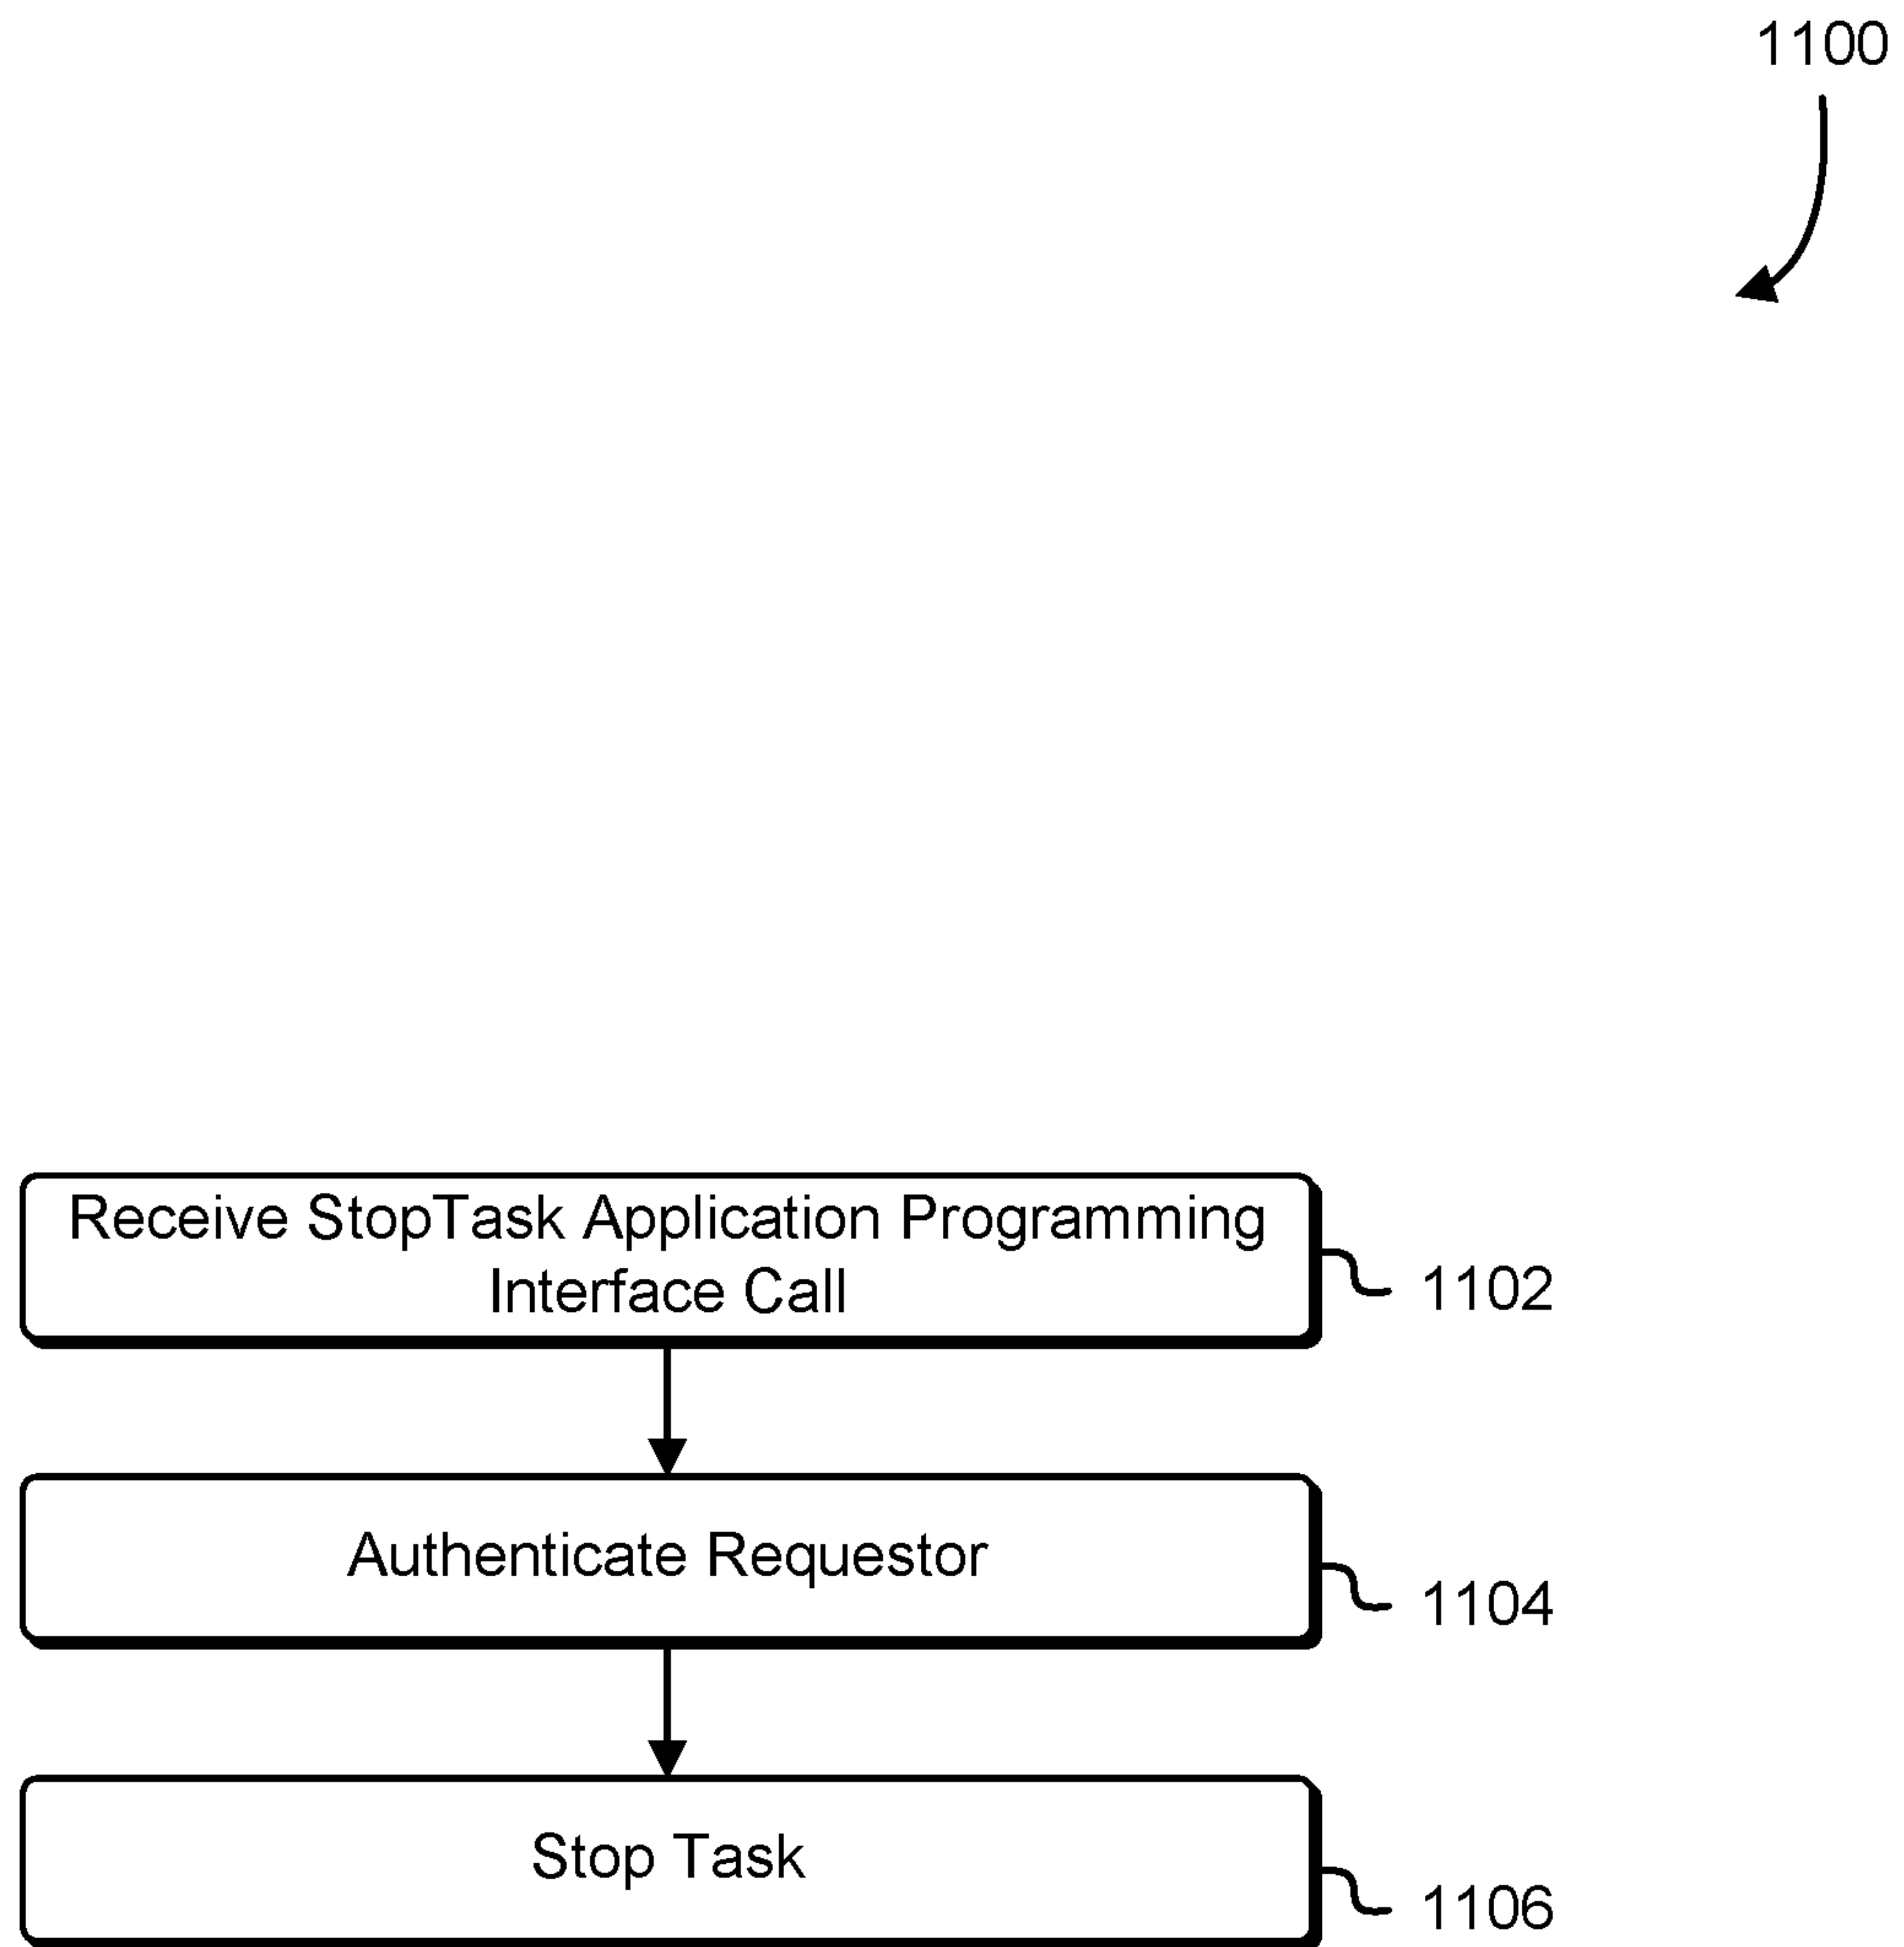 1100
Receive StopTask Application Programming
Interface Call
1102
Authenticate Requestor
1104
Stop Task
1106